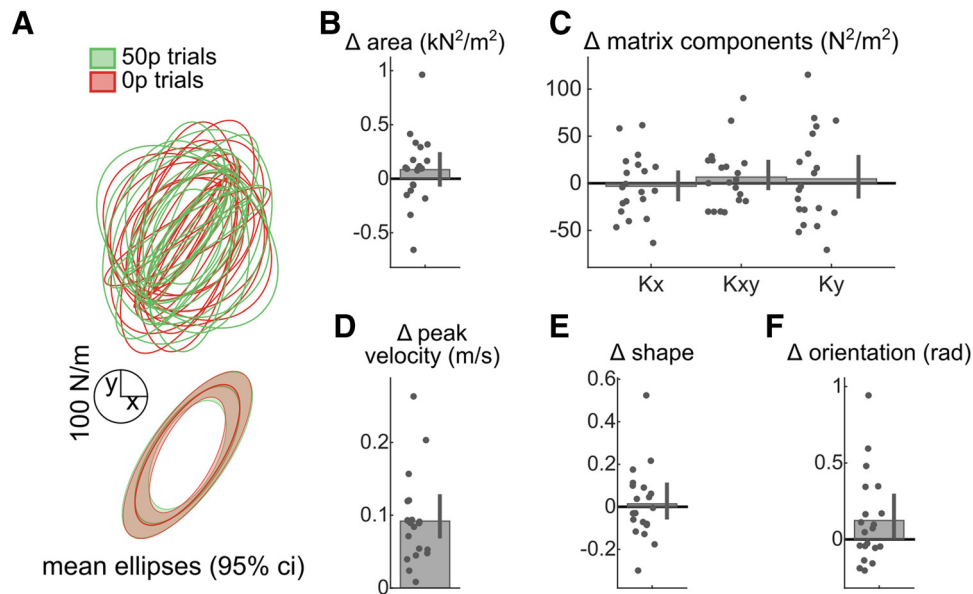 A
50p trials
0p trials
100 N/m
y
x
mean ellipses (95% ci)
B
Δ area (kN²/m²)
1
0.5
0
-0.5
C
Δ matrix components (N²/m²)
100
50
0
-50
Kx Kxy Ky
D
Δ peak
velocity (m/s)
0.2
0.1
0
E
Δ shape
0.6
0.4
0.2
0
-0.2
F
Δ orientation (rad)
1
0.5
0